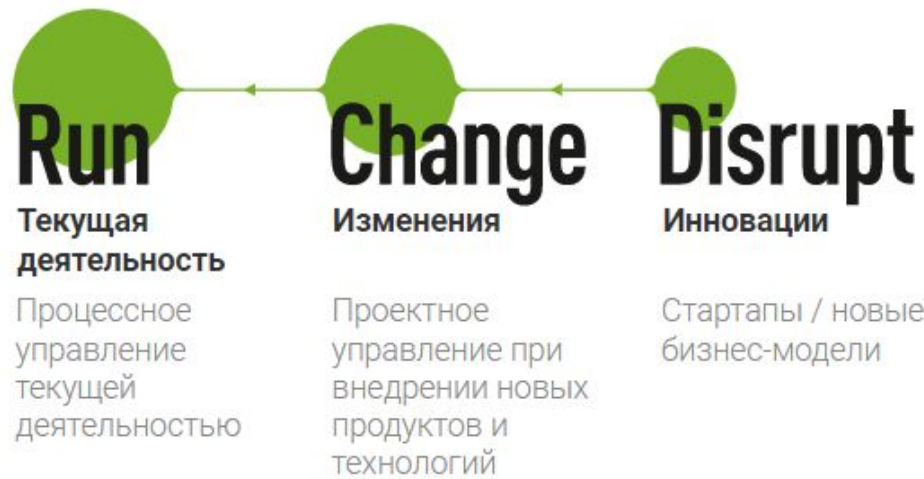 Run
Текущая
деятельность
Процессное
управление
текущей
деятельностью
Change
Изменения
Проектное
управление при
внедрении новых
продуктов и
технологий
Disrupt
Инновации
Стартапы / новые
бизнес-модели